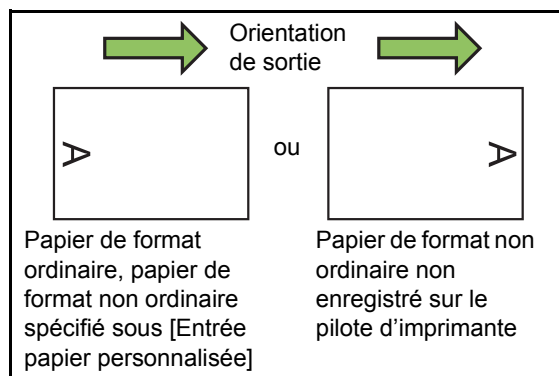 Orientation
de sortie
A
ou
A
Papier de format
ordinaire, papier de
format non ordinaire
spécifié sous [Entrée
papier personnalisée]
Papier de format non
ordinaire non
enregistré sur le
pilote d’imprimante